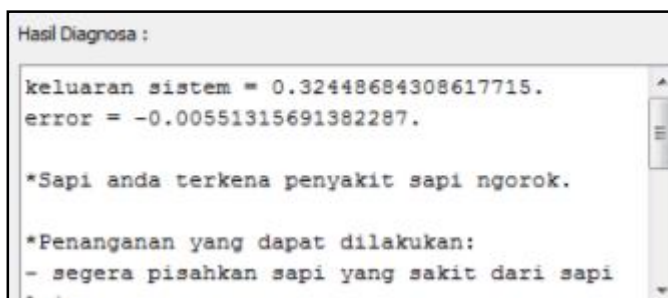 Hasil Diagnosa :
keluaran sistem = 0.32448684308617715.
error = -0.00551315691382287.
*Sapi anda terkena penyakit sapi ngorok.
*Penanganan yang dapat dilakukan:
- segera pisahkan sapi yang sakit dari sapi